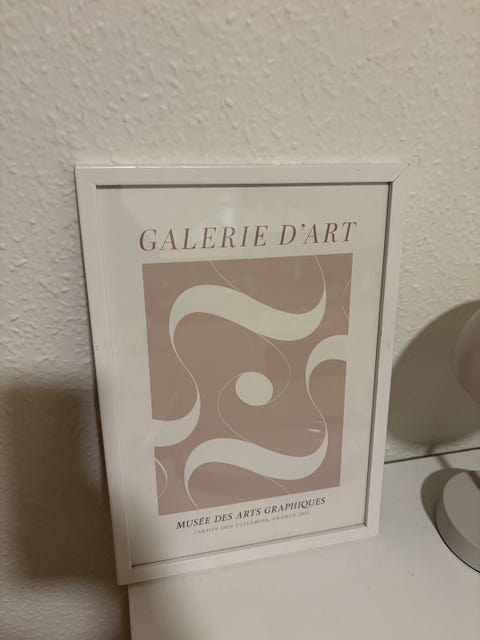 GALERIE D'ART
MUSEE DES ARTS GRAPHIQUES
JARDIN DES TUILERIES, FRANCE